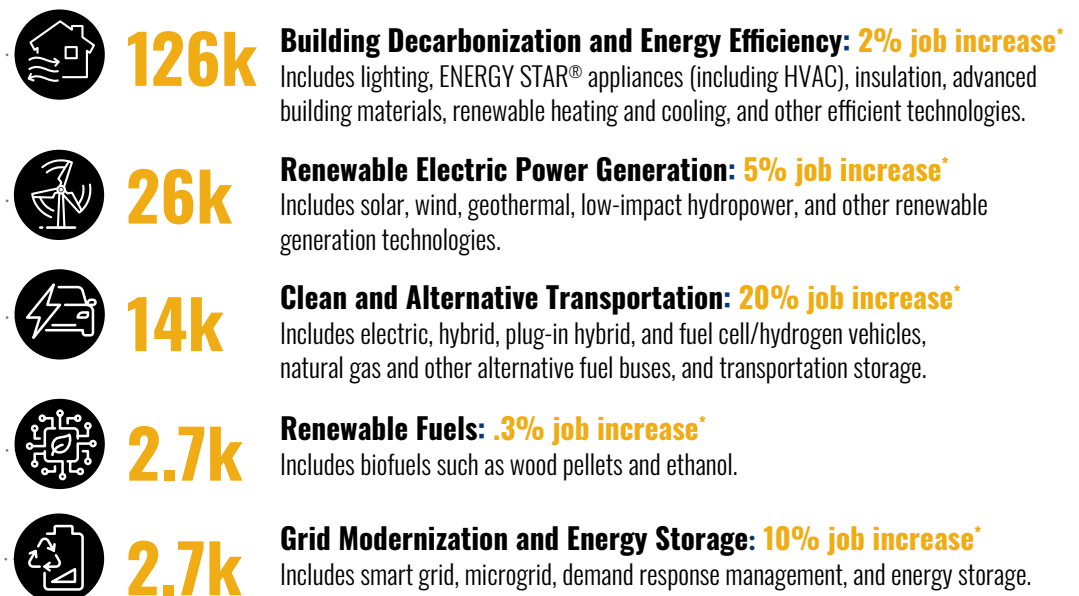 126k
Building Decarbonization and Energy Efficiency: 2% job increase*
Includes lighting, ENERGY STAR® appliances (including HVAC), insulation, advanced
building materials, renewable heating and cooling, and other efficient technologies.
26k
Renewable Electric Power Generation: 5% job increase*
Includes solar, wind, geothermal, low-impact hydropower, and other renewable
generation technologies.
14k
Clean and Alternative Transportation: 20% job increase*
Includes electric, hybrid, plug-in hybrid, and fuel cell/hydrogen vehicles,
natural gas and other alternative fuel buses, and transportation storage.
2.7k
Renewable Fuels: .3% job increase*
Includes biofuels such as wood pellets and ethanol.
2.7k
Grid Modernization and Energy Storage: 10% job increase*
Includes smart grid, microgrid, demand response management, and energy storage.